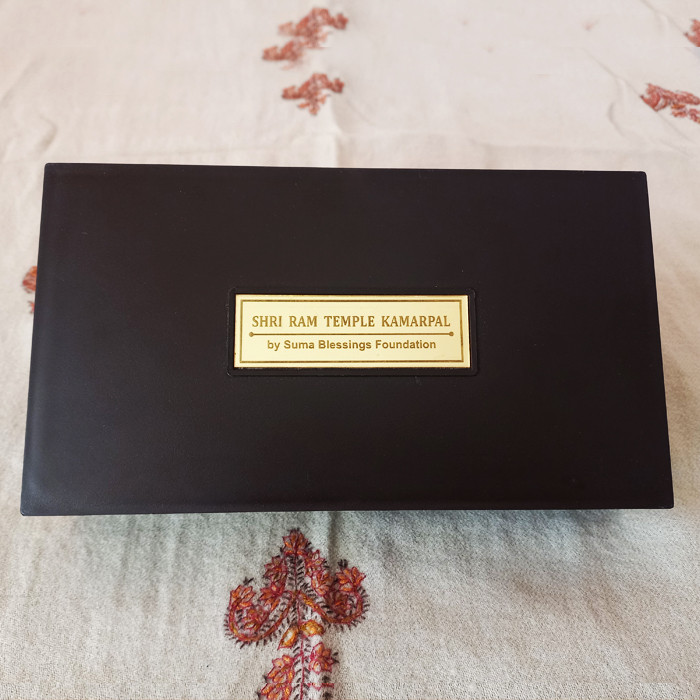 SHRI RAM TEMPLE KAMARPAL
by Suma Blessings Foundation